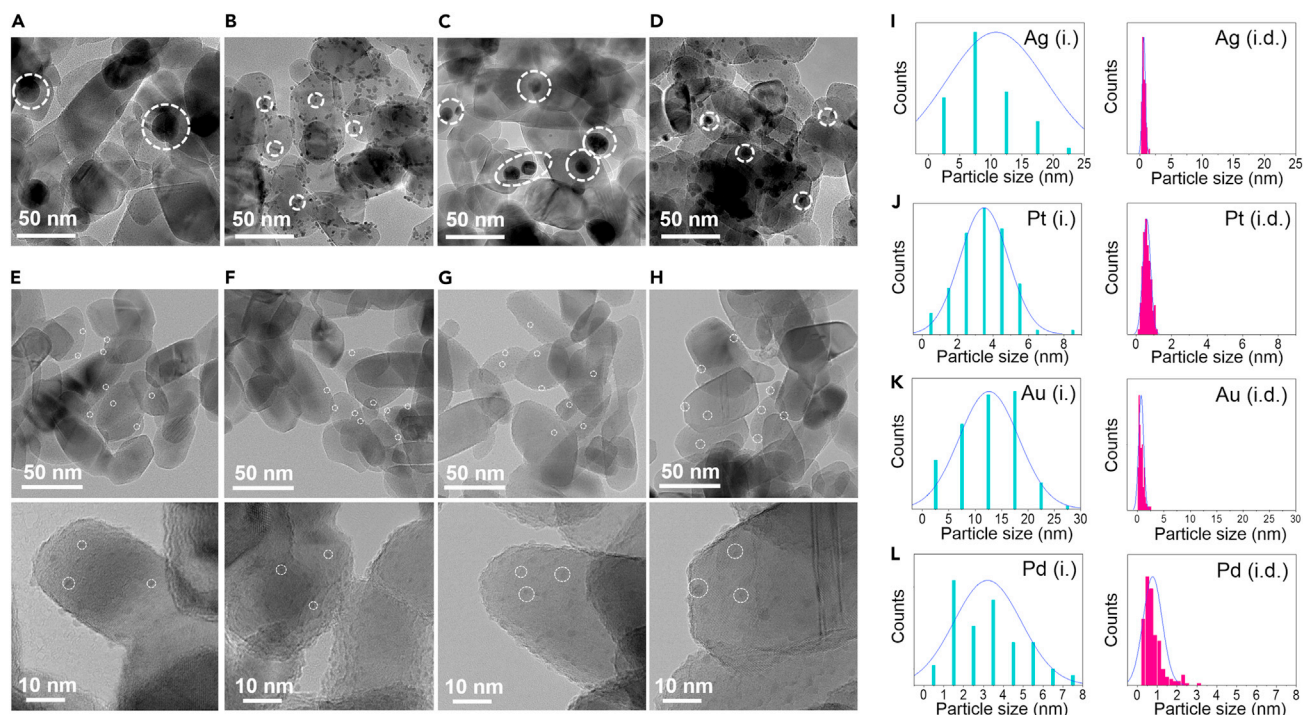 A
B
C
D
50 nm
50 nm
50 nm
50 nm
E
F
G
H
50 nm
50 nm
50 nm
50 nm
10 nm
10 nm
10 nm
10 nm
I
Counts
Ag (i.)
0 5 10 15 20 25
Particle size (nm)
Counts
Ag (i.d.)
0 5 10 15 20 25
Particle size (nm)
J
Counts
Pt (i.)
0 2 4 6 8
Particle size (nm)
Counts
Pt (i.d.)
0 2 4 6 8
Particle size (nm)
K
Counts
Au (i.)
0 5 10 15 20 25 30
Particle size (nm)
Counts
Au (i.d.)
0 5 10 15 20 25 30
Particle size (nm)
L
Counts
Pd (i.)
0 1 2 3 4 5 6 7 8
Particle size (nm)
Counts
Pd (i.d.)
0 1 2 3 4 5 6 7 8
Particle size (nm)